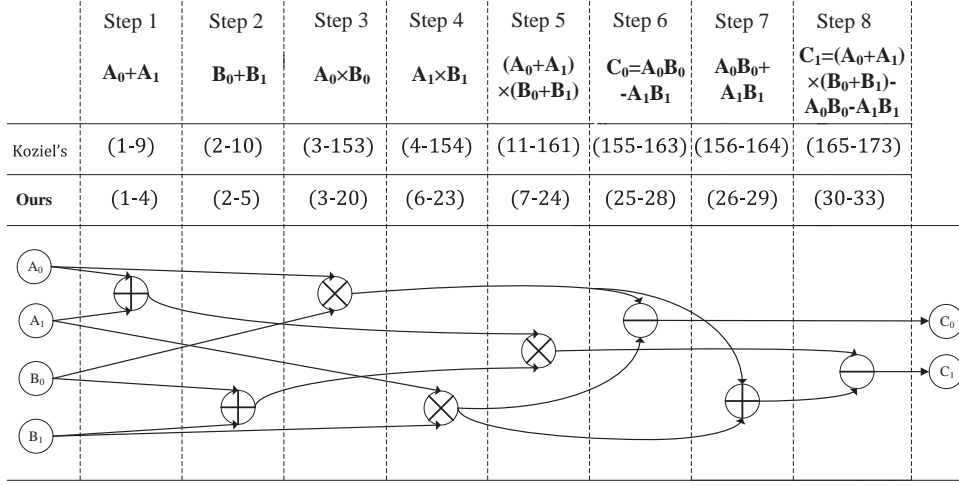 Step 1 Step 2 Step 3 Step 4 Step 5 Step 6 Step 7 Step 8
A₀+A₁ B₀+B₁ A₀×B₀ A₁×B₁ (A₀+A₁) ×(B₀+B₁) C₀=A₀B₀ -A₁B₁ A₀B₀+ A₁B₁ C₁=(A₀+A₁) ×(B₀+B₁)- A₀B₀-A₁B₁
Koziel's (1-9) (2-10) (3-153) (4-154) (11-161) (155-163) (156-164) (165-173)
Ours (1-4) (2-5) (3-20) (6-23) (7-24) (25-28) (26-29) (30-33)
A₀
A₁
B₀
B₁
C₀
C₁